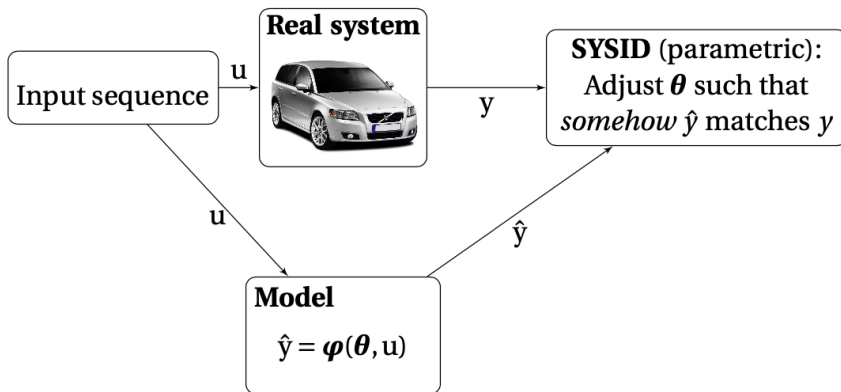 Real system
Input sequence
u
SYSID (parametric):
Adjust θ such that
somehow ŷ matches y
y
u
ŷ
Model
ŷ = φ(θ, u)